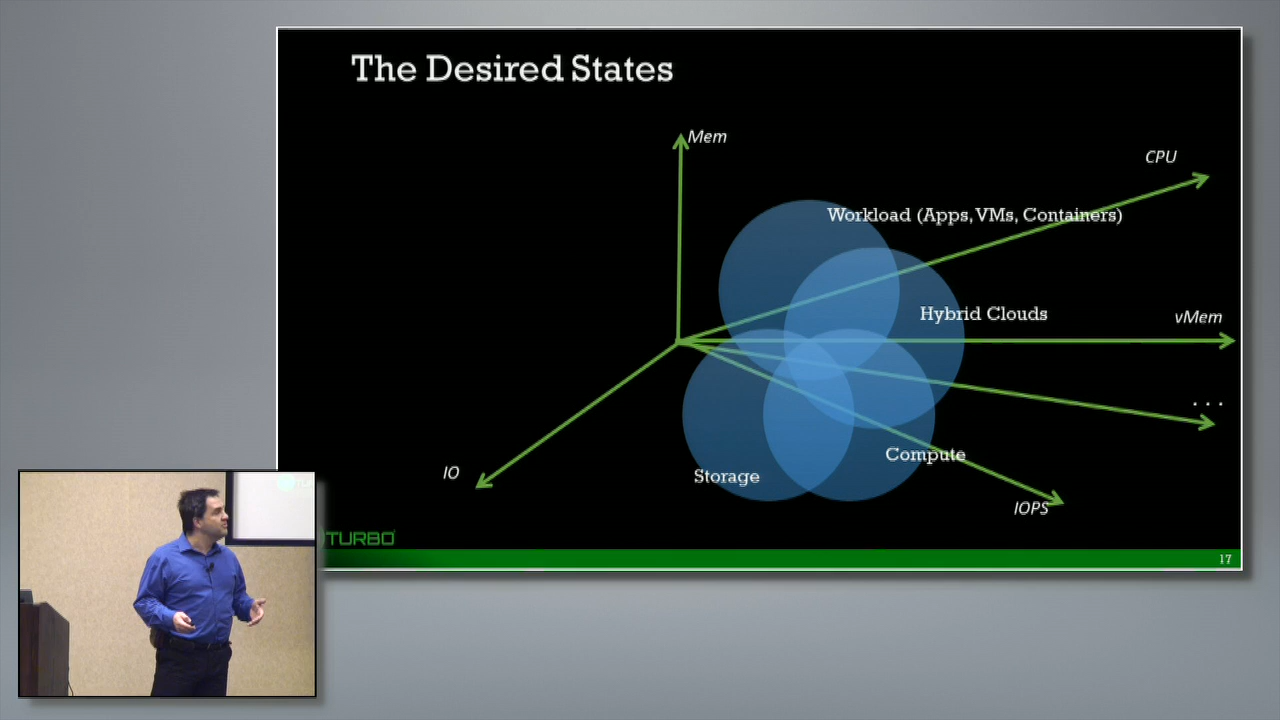 The Desired States
Mem
CPU
Workload (Apps, VMs, Containers)
Hybrid Clouds
vMem
. . .
Compute
IO
Storage
IOPS
TURBO
17